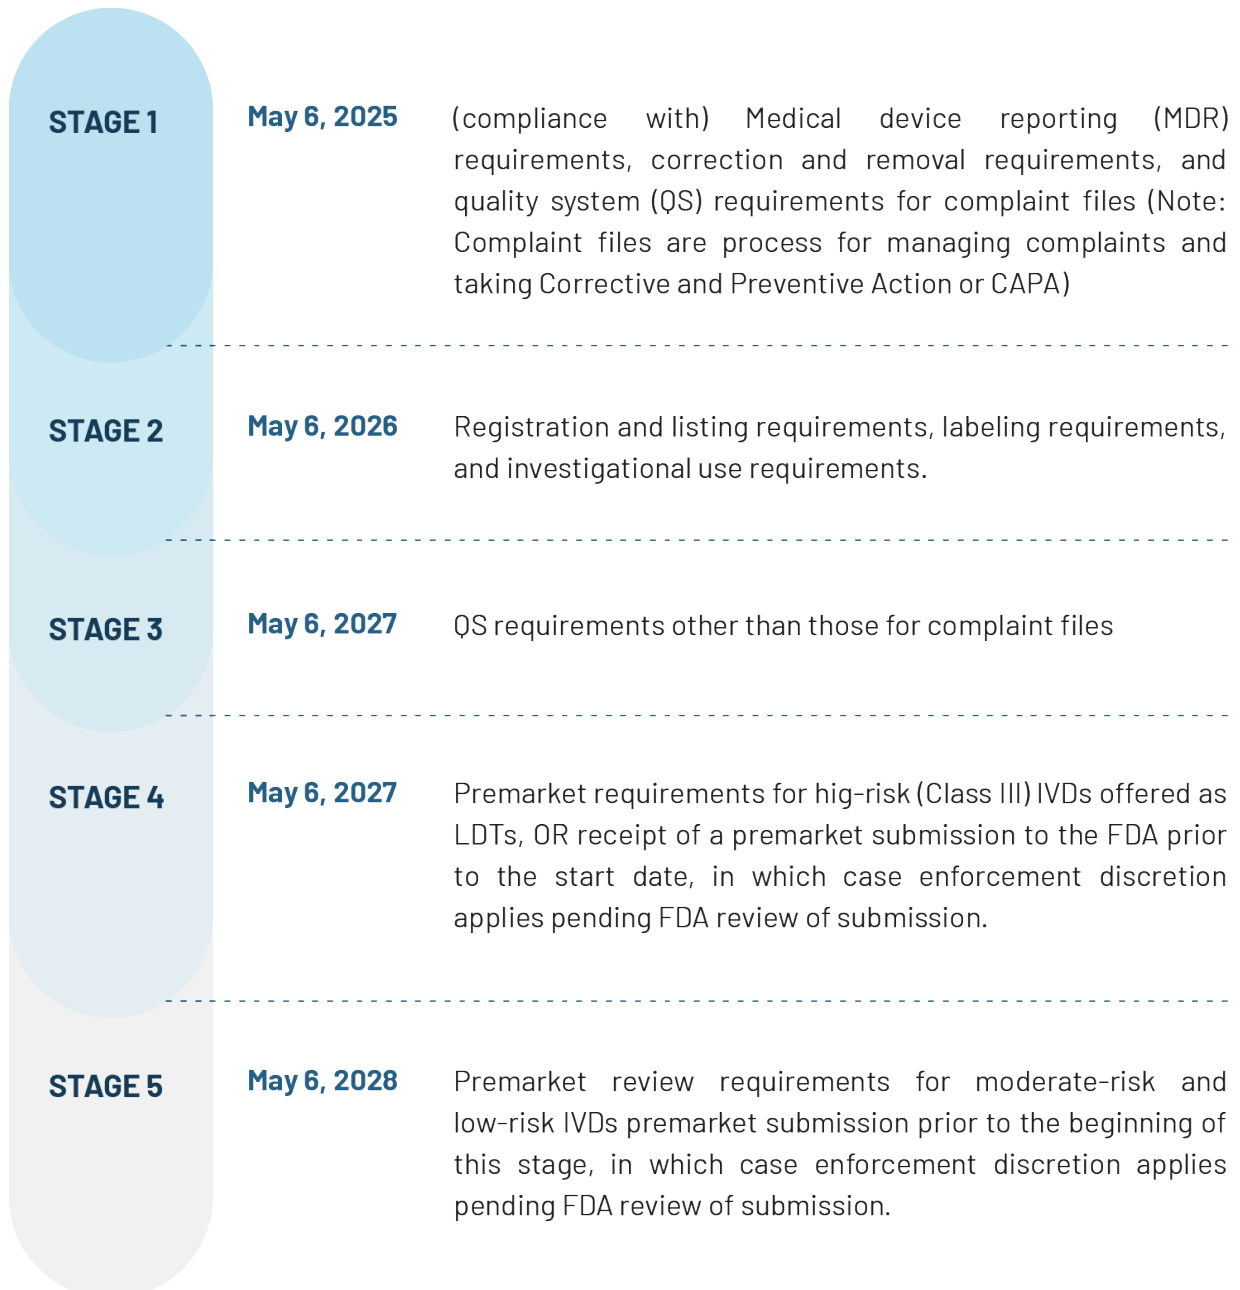 STAGE 1
May 6, 2025
(compliance with) Medical device reporting (MDR)
requirements, correction and removal requirements, and
quality system (QS) requirements for complaint files (Note:
Complaint files are process for managing complaints and
taking Corrective and Preventive Action or CAPA)
STAGE 2
May 6, 2026
Registration and listing requirements, labeling requirements,
and investigational use requirements.
STAGE 3
May 6, 2027
QS requirements other than those for complaint files
STAGE 4
May 6, 2027
Premarket requirements for hig-risk (Class III) IVDs offered as
LDTs, OR receipt of a premarket submission to the FDA prior
to the start date, in which case enforcement discretion
applies pending FDA review of submission.
STAGE 5
May 6, 2028
Premarket review requirements for moderate-risk and
low-risk IVDs premarket submission prior to the beginning of
this stage, in which case enforcement discretion applies
pending FDA review of submission.